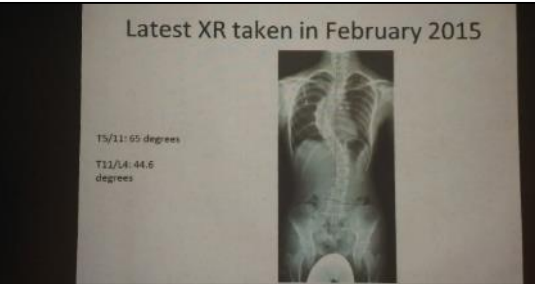 Latest XR taken in February 2015
T5/11: 65 degrees
T11/L4: 44.6
degrees